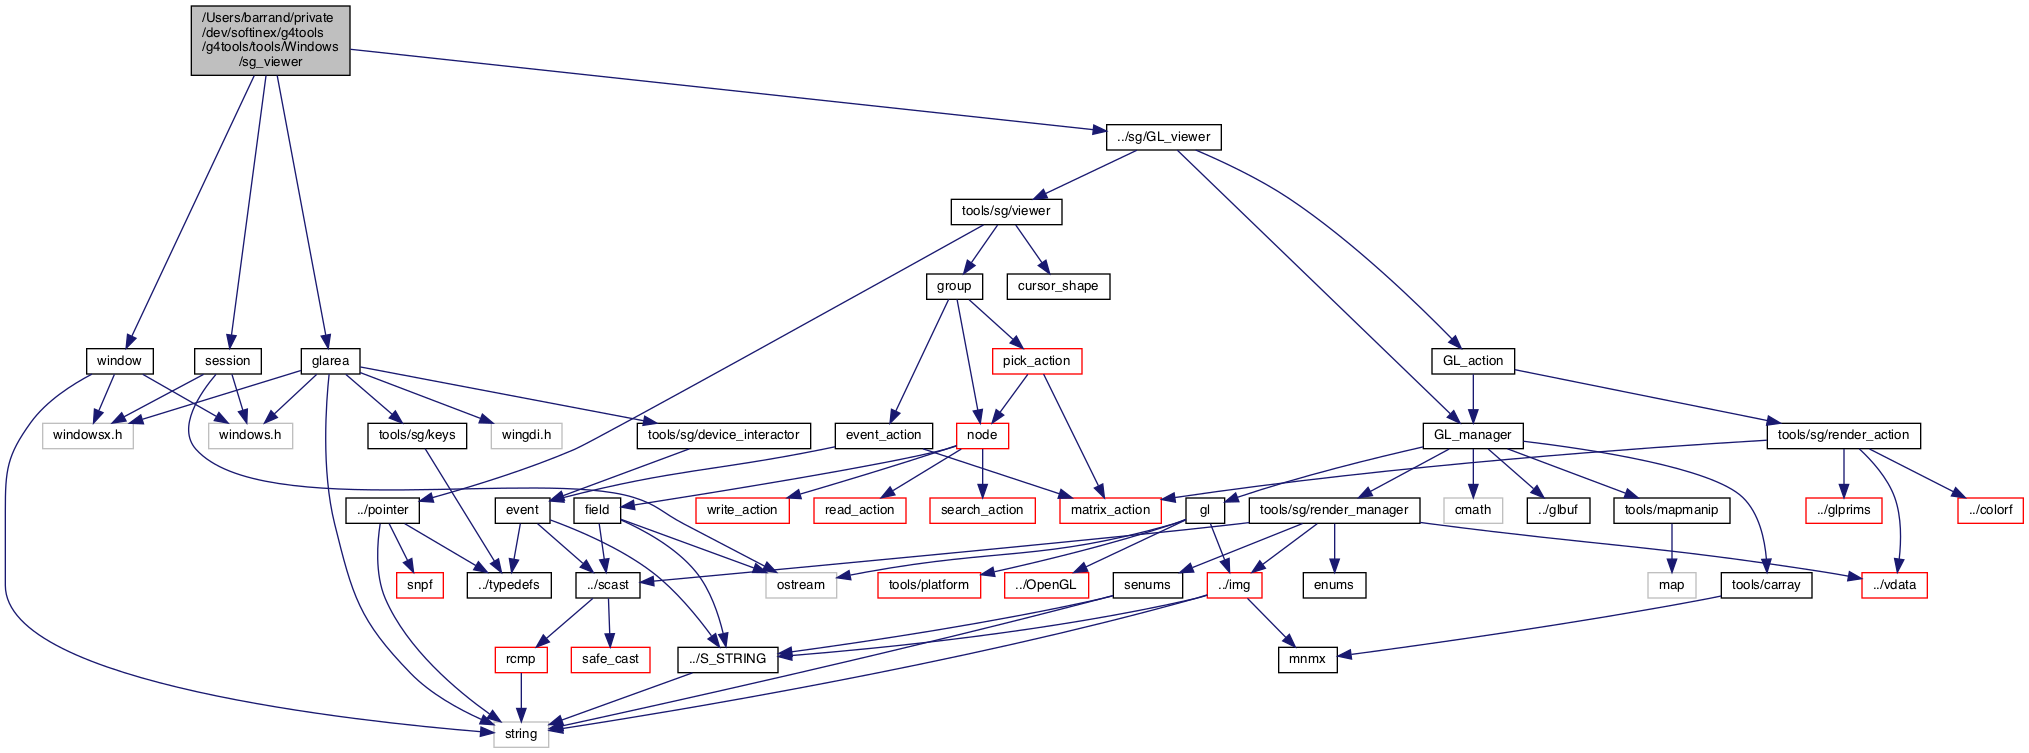 /Users/barrand/private
/dev/softinex/g4tools
/g4tools/tools/Windows
/sg_viewer
../sg/GL_viewer
tools/sg/viewer
group
cursor_shape
window
session
glarea
pick_action
GL_action
windowsx.h
windows.h
tools/sg/keys
wingdi.h
tools/sg/device_interactor
event_action
node
GL_manager
tools/sg/render_action
../pointer
event
field
write_action
read_action
search_action
matrix_action
gl
tools/sg/render_manager
cmath
../glbuf
tools/mapmanip
../glprims
../colorf
snpf
../typedefs
../scast
ostream
tools/platform
../OpenGL
senums
../img
enums
map
tools/carray
../vdata
rcmp
safe_cast
../S_STRING
mnmx
string